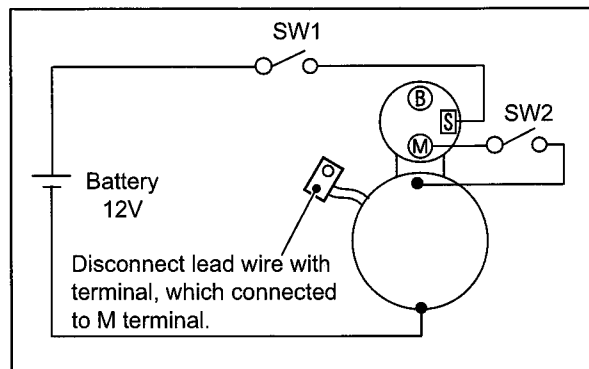 SW1
B
S
SW2
M
Battery
12V
Disconnect lead wire with
terminal, which connected
to M terminal.